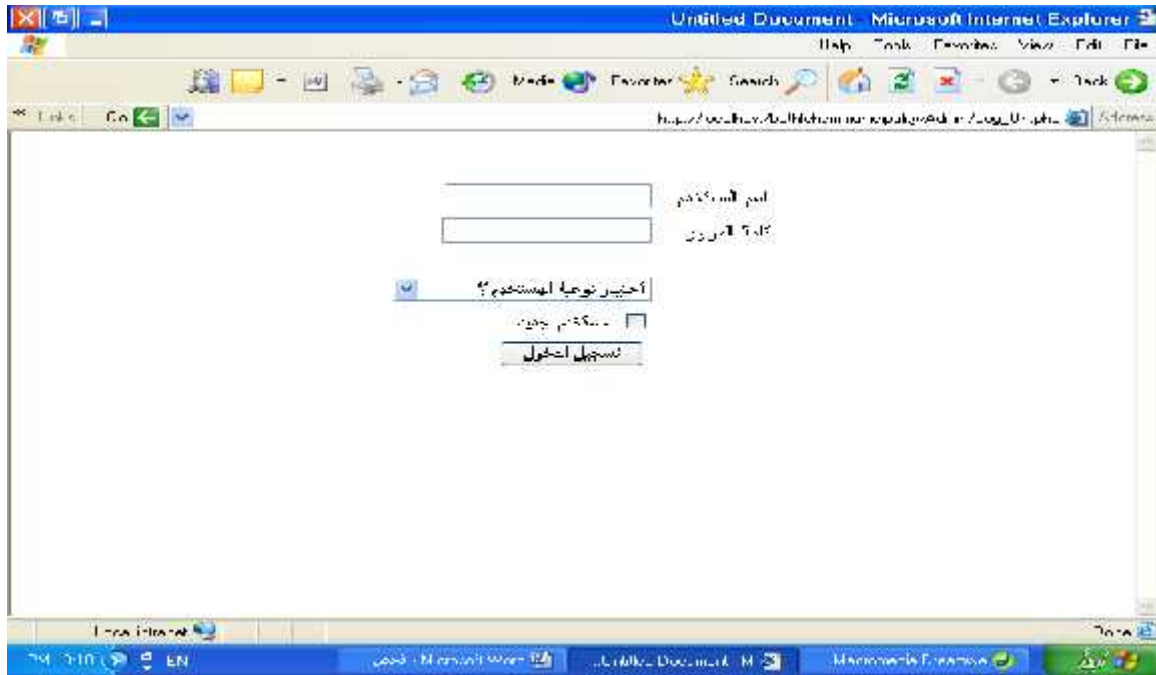 Untitled Document - Microsoft Internet Explorer
File Edit View Favorites Tools Help
Back Search Favorites Media
Address Go Links
اسم المستخدم
كلمة المرور
اختيار نوعية المستخدم؟
مستخدم جديد
تسجيل الدخول
Done Local intranet
Macromedia Untitled Document - M Microsoft Word EN PM